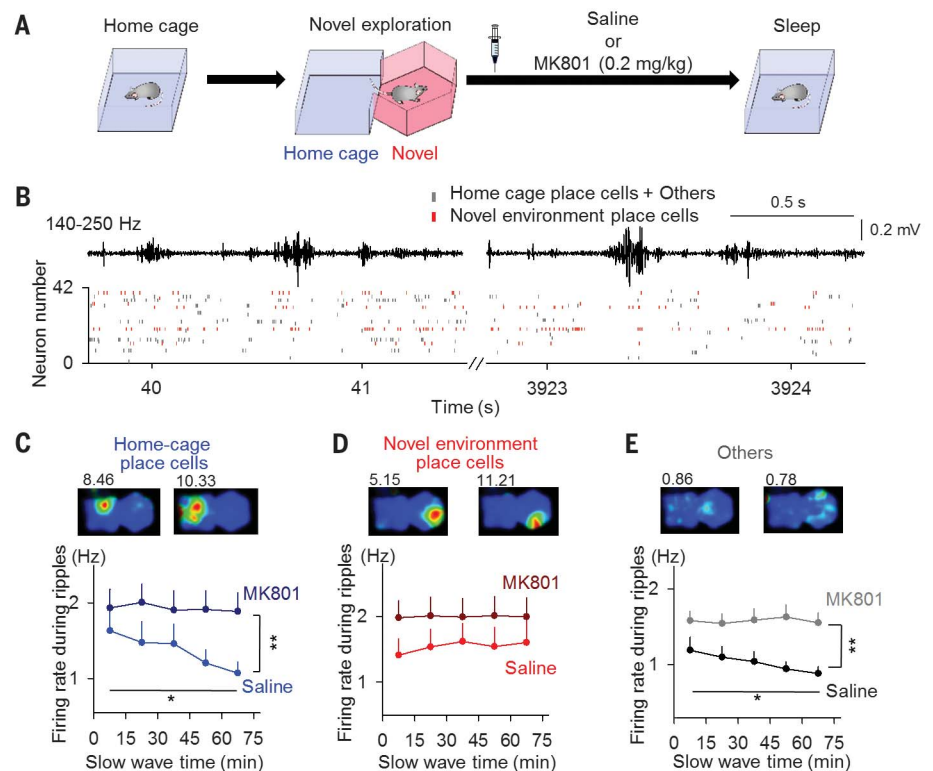 A
Home cage
Novel exploration
Saline
or
MK801 (0.2 mg/kg)
Sleep
Home cage Novel
B
Home cage place cells + Others
Novel environment place cells
0.5 s
0.2 mV
140-250 Hz
Neuron number
42
0
40 41 3923 3924
Time (s)
C
Home-cage
place cells
8.46 10.33
(Hz)
Firing rate during ripples
2
1
MK801
**
Saline
*
0 15 30 45 60 75
Slow wave time (min)
D
Novel environment
place cells
5.15 11.21
(Hz)
Firing rate during ripples
2
1
MK801
Saline
0 15 30 45 60 75
Slow wave time (min)
E
Others
0.86 0.78
(Hz)
Firing rate during ripples
2
1
MK801
**
Saline
*
0 15 30 45 60 75
Slow wave time (min)